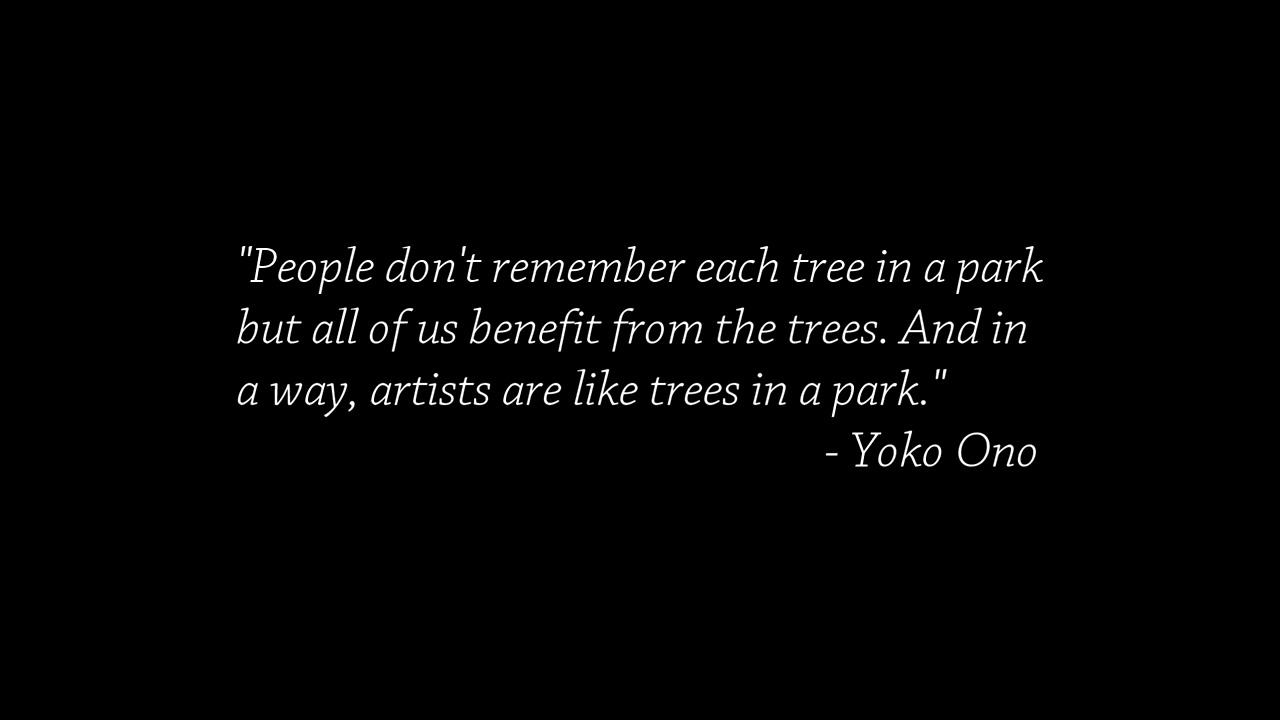 "People don't remember each tree in a park
but all of us benefit from the trees. And in
a way, artists are like trees in a park."
- Yoko Ono